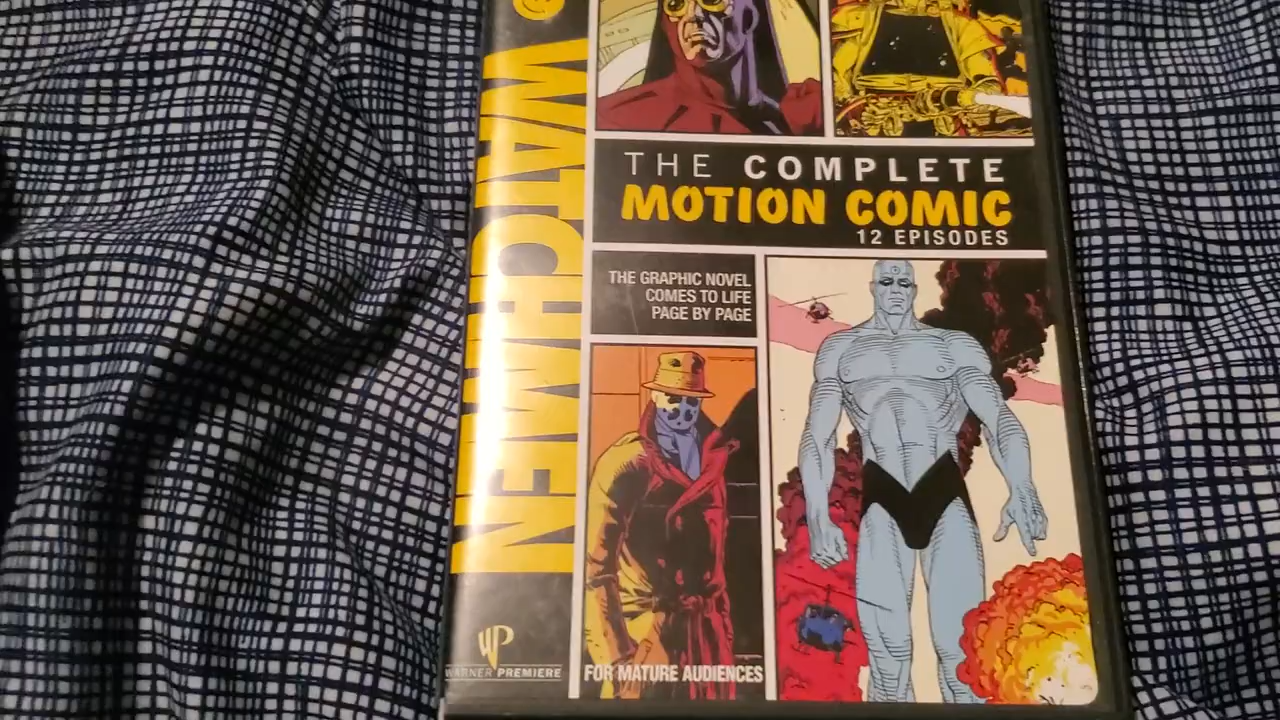 WATCHMEN
THE COMPLETE
MOTION COMIC
12 EPISODES
THE GRAPHIC NOVEL
COMES TO LIFE
PAGE BY PAGE
WARNER PREMIERE
FOR MATURE AUDIENCES